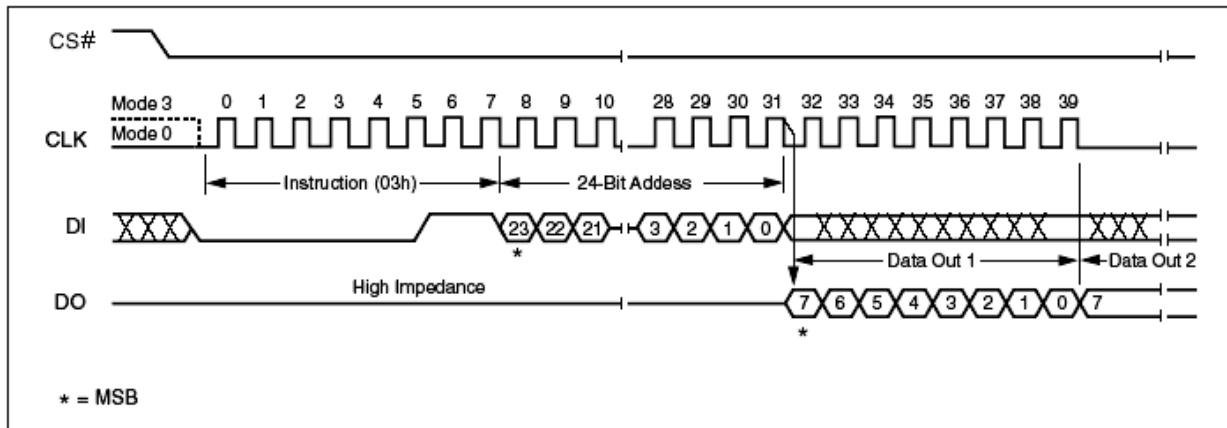 CS#
Mode 3 0 1 2 3 4 5 6 7 8 9 10 28 29 30 31 32 33 34 35 36 37 38 39
CLK Mode 0
Instruction (03h) 24-Bit Addess
DI 23 22 21 3 2 1 0
* Data Out 1 Data Out 2
High Impedance
DO 7 6 5 4 3 2 1 0 7
*
* = MSB